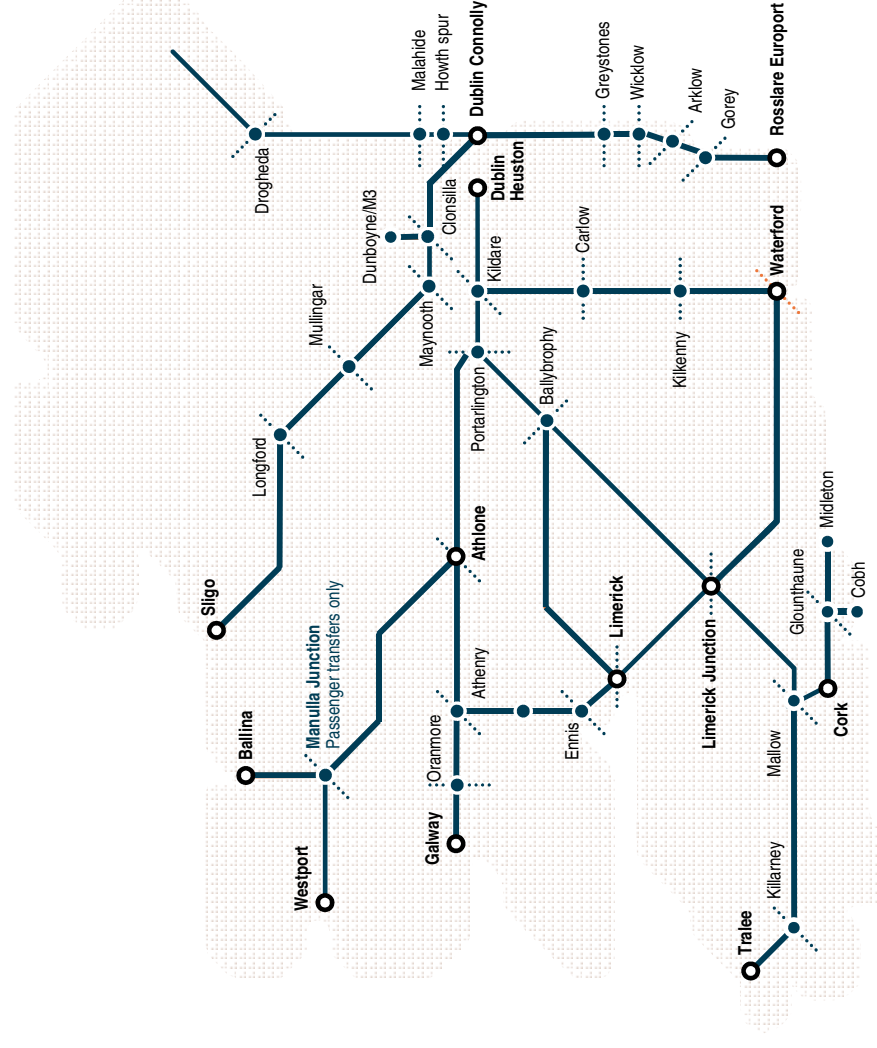 Drogheda
Malahide
Howth spur
Dublin Connolly
Greystones
Wicklow
Arklow
Gorey
Rosslare Europort
Dunboyne/M3
Clonsilla
Dublin
Heuston
Mullingar
Maynooth
Kildare
Carlow
Waterford
Longford
Portarlington
Ballybrophy
Kilkenny
Sligo
Athlone
Limerick
Glounthaune
Midleton
Cobh
Manulla Junction
Passenger transfers only
Ballina
Athenry
Oranmore
Ennis
Limerick Junction
Mallow
Cork
Westport
Galway
Killarney
Tralee